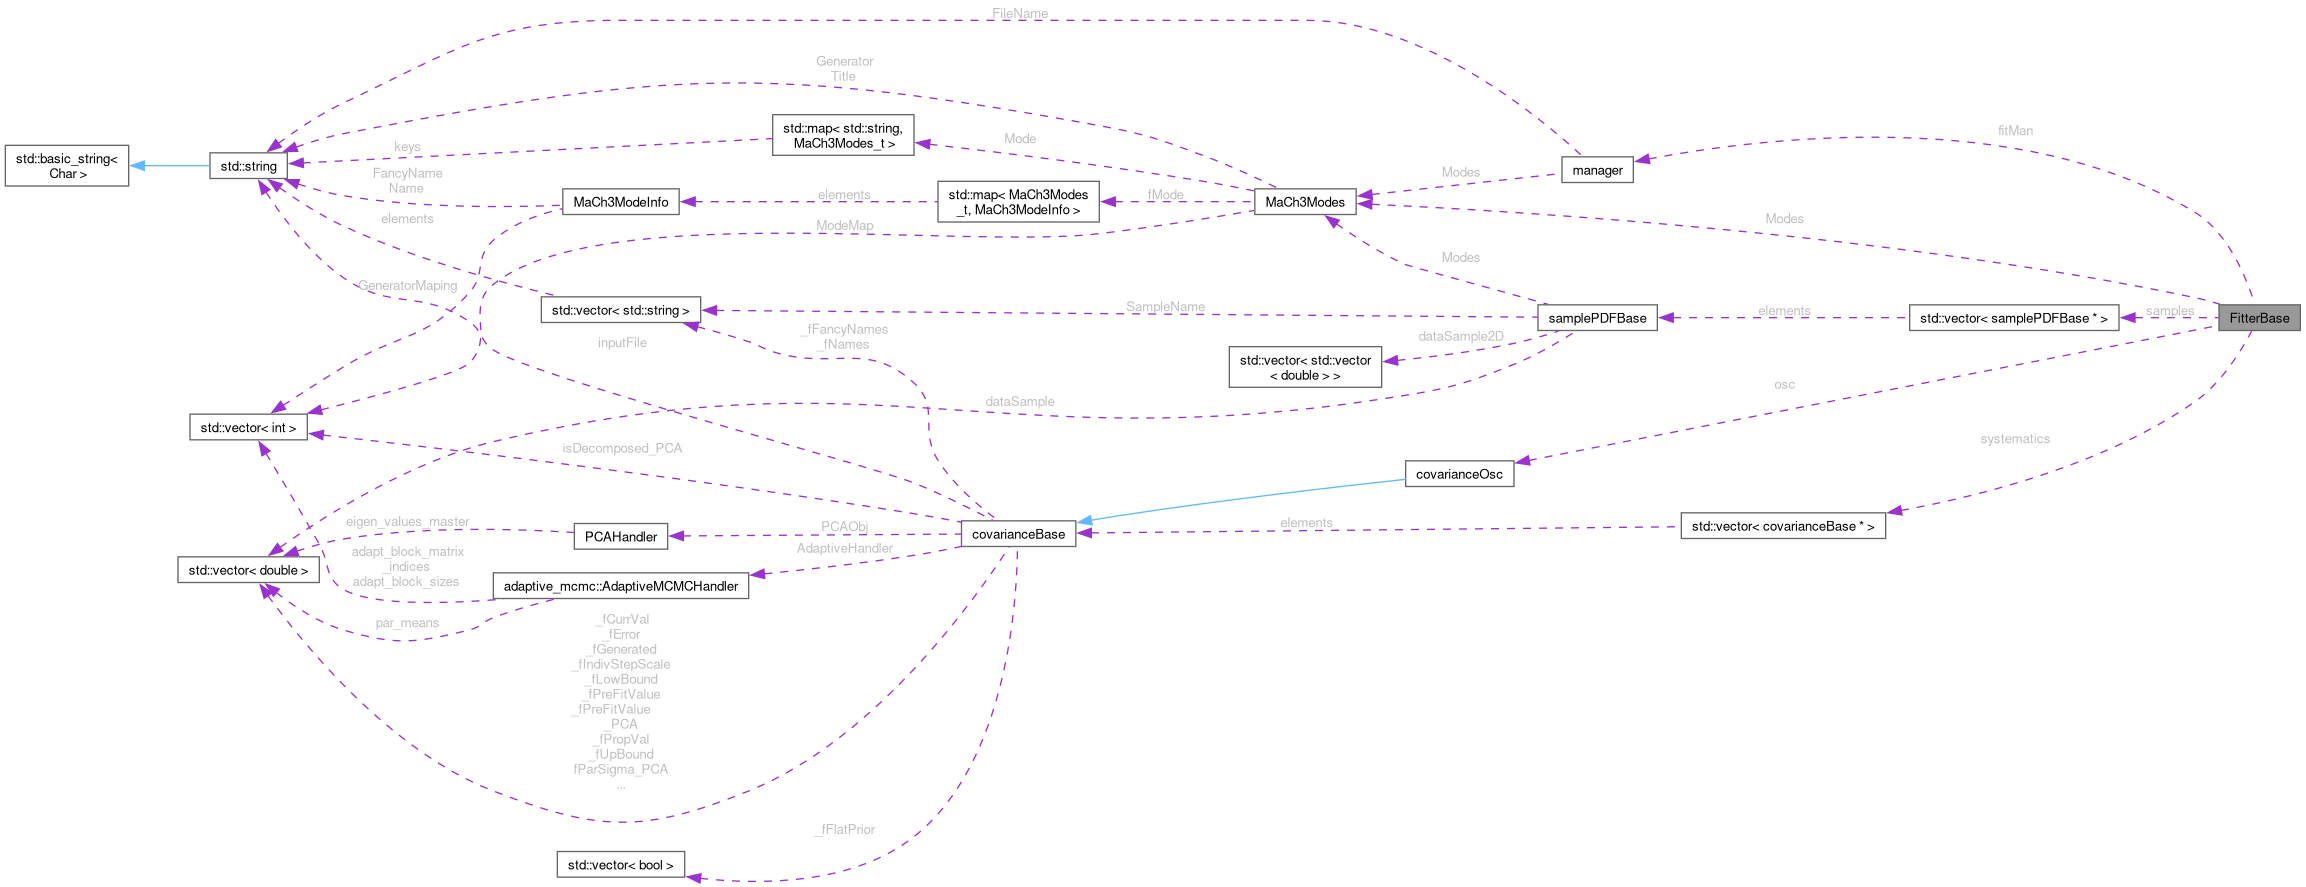 FileName
Generator
Title
fitMan
std::map< std::string,
MaCh3Modes_t >
Mode
keys
std::basic_string<
Char >
std::string
manager
Modes
FancyName
Name
MaCh3ModeInfo
elements
std::map< MaCh3Modes
_t, MaCh3ModeInfo >
fMode
MaCh3Modes
Modes
elements
ModeMap
Modes
GeneratorMaping
std::vector< std::string >
SampleName
samplePDFBase
elements
std::vector< samplePDFBase * >
samples
FitterBase
inputFile
_fFancyNames
_fNames
dataSample2D
std::vector< std::vector
< double > >
osc
dataSample
std::vector< int >
isDecomposed_PCA
systematics
covarianceOsc
eigen_values_master
PCAHandler
PCAObj
covarianceBase
elements
std::vector< covarianceBase * >
AdaptiveHandler
adapt_block_matrix
_indices
adapt_block_sizes
std::vector< double >
adaptive_mcmc::AdaptiveMCMCHandler
par_means
_fCurrVal
_fError
_fGenerated
_fIndivStepScale
_fLowBound
_fPreFitValue
_fPreFitValue
_PCA
_fPropVal
_fUpBound
fParSigma_PCA
...
_fFlatPrior
std::vector< bool >